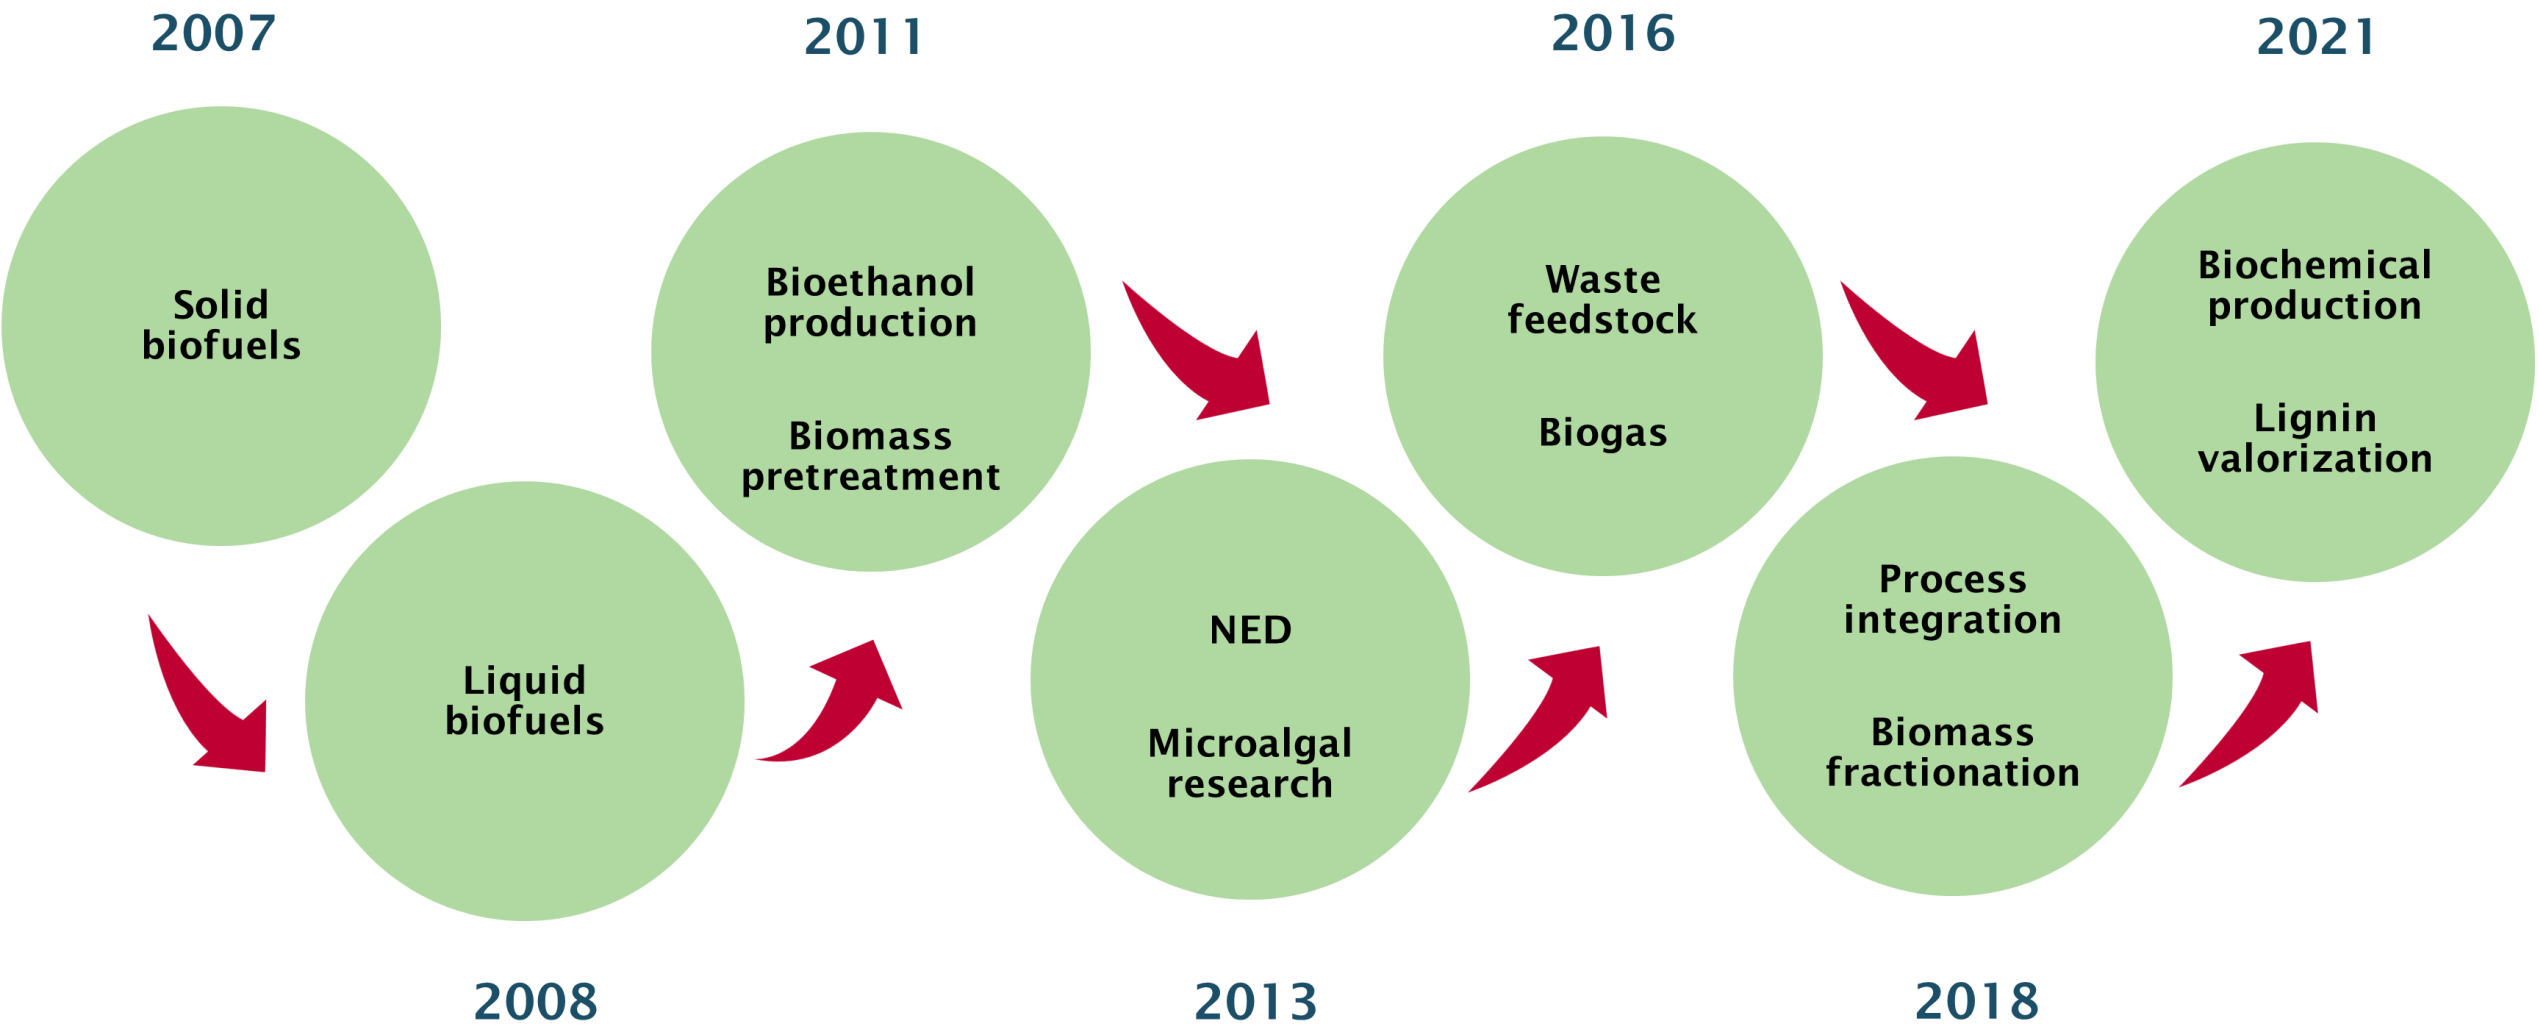 2007
Solid
biofuels
Liquid
biofuels
2008
2011
Bioethanol
production
Biomass
pretreatment
NED
Microalgal
research
2013
2016
Waste
feedstock
Biogas
Process
integration
Biomass
fractionation
2018
2021
Biochemical
production
Lignin
valorization